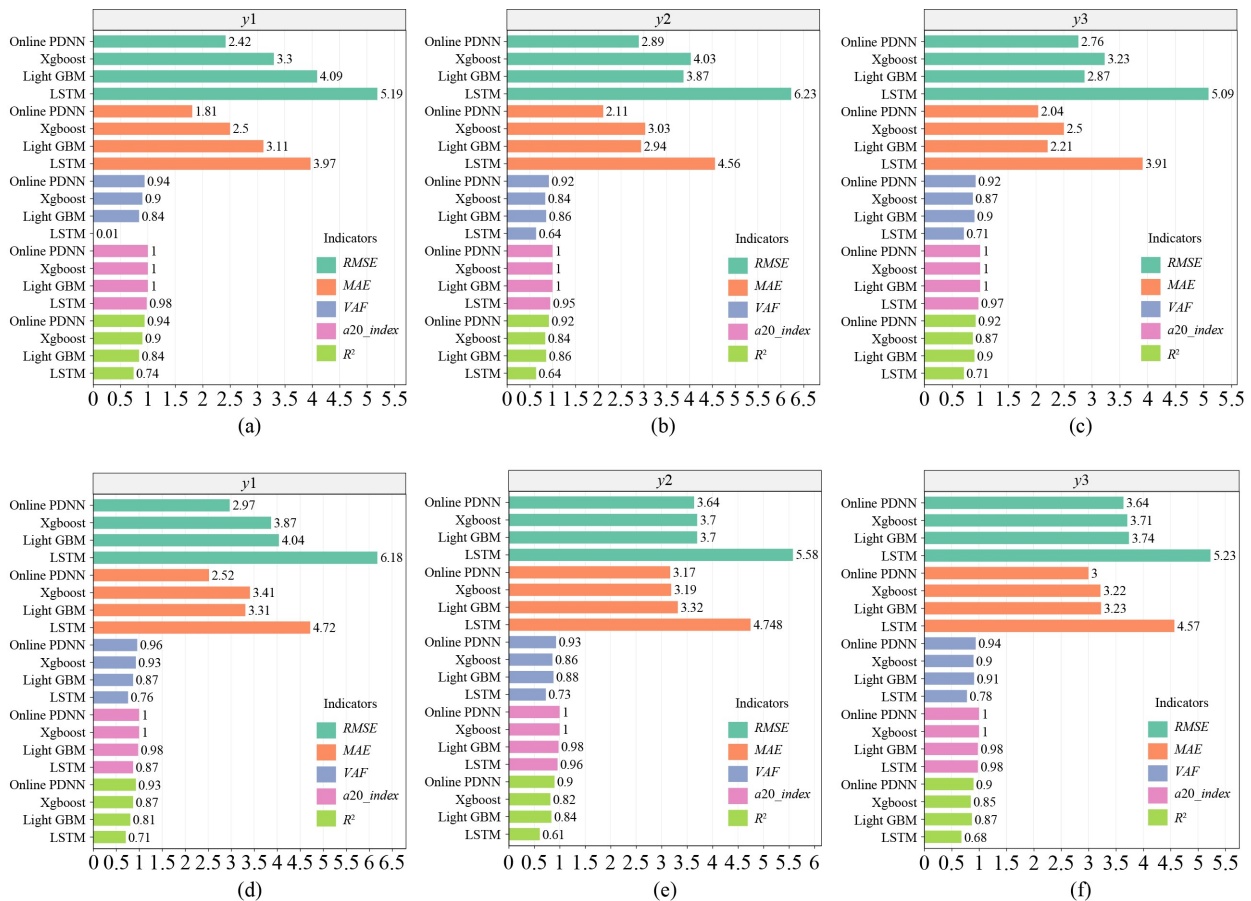 y1
Online PDNN 2.42
Xgboost 3.3
Light GBM 4.09
LSTM 5.19
Online PDNN 1.81
Xgboost 2.5
Light GBM 3.11
LSTM 3.97
Online PDNN 0.94
Xgboost 0.9
Light GBM 0.84
LSTM 0.01
Online PDNN 1
Xgboost 1
Light GBM 1
LSTM 0.98
Online PDNN 0.94
Xgboost 0.9
Light GBM 0.84
LSTM 0.74
Indicators
RMSE
MAE
VAF
a20_index
R²
0 0.5 1 1.5 2 2.5 3 3.5 4 4.5 5 5.5
(a)
y2
Online PDNN 2.89
Xgboost 4.03
Light GBM 3.87
LSTM 6.23
Online PDNN 2.11
Xgboost 3.03
Light GBM 2.94
LSTM 4.56
Online PDNN 0.92
Xgboost 0.84
Light GBM 0.86
LSTM 0.64
Online PDNN 1
Xgboost 1
Light GBM 1
LSTM 0.95
Online PDNN 0.92
Xgboost 0.84
Light GBM 0.86
LSTM 0.64
Indicators
RMSE
MAE
VAF
a20_index
R²
0 0.5 1 1.5 2 2.5 3 3.5 4 4.5 5 5.5 6 6.5
(b)
y3
Online PDNN 2.76
Xgboost 3.23
Light GBM 2.87
LSTM 5.09
Online PDNN 2.04
Xgboost 2.5
Light GBM 2.21
LSTM 3.91
Online PDNN 0.92
Xgboost 0.87
Light GBM 0.9
LSTM 0.71
Online PDNN 1
Xgboost 1
Light GBM 1
LSTM 0.97
Online PDNN 0.92
Xgboost 0.87
Light GBM 0.9
LSTM 0.71
Indicators
RMSE
MAE
VAF
a20_index
R²
0 0.5 1 1.5 2 2.5 3 3.5 4 4.5 5 5.5
(c)
y1
Online PDNN 2.97
Xgboost 3.87
Light GBM 4.04
LSTM 6.18
Online PDNN 2.52
Xgboost 3.41
Light GBM 3.31
LSTM 4.72
Online PDNN 0.96
Xgboost 0.93
Light GBM 0.87
LSTM 0.76
Online PDNN 1
Xgboost 1
Light GBM 0.98
LSTM 0.87
Online PDNN 0.93
Xgboost 0.87
Light GBM 0.81
LSTM 0.71
Indicators
RMSE
MAE
VAF
a20_index
R²
0 0.5 1 1.5 2 2.5 3 3.5 4 4.5 5 5.5 6 6.5
(d)
y2
Online PDNN 3.64
Xgboost 3.7
Light GBM 3.7
LSTM 5.58
Online PDNN 3.17
Xgboost 3.19
Light GBM 3.32
LSTM 4.748
Online PDNN 0.93
Xgboost 0.86
Light GBM 0.88
LSTM 0.73
Online PDNN 1
Xgboost 1
Light GBM 0.98
LSTM 0.96
Online PDNN 0.9
Xgboost 0.82
Light GBM 0.84
LSTM 0.61
Indicators
RMSE
MAE
VAF
a20_index
R²
0 0.5 1 1.5 2 2.5 3 3.5 4 4.5 5 5.5 6
(e)
y3
Online PDNN 3.64
Xgboost 3.71
Light GBM 3.74
LSTM 5.23
Online PDNN 3
Xgboost 3.22
Light GBM 3.23
LSTM 4.57
Online PDNN 0.94
Xgboost 0.9
Light GBM 0.91
LSTM 0.78
Online PDNN 1
Xgboost 1
Light GBM 0.98
LSTM 0.98
Online PDNN 0.9
Xgboost 0.85
Light GBM 0.87
LSTM 0.68
Indicators
RMSE
MAE
VAF
a20_index
R²
0 0.5 1 1.5 2 2.5 3 3.5 4 4.5 5 5.5
(f)